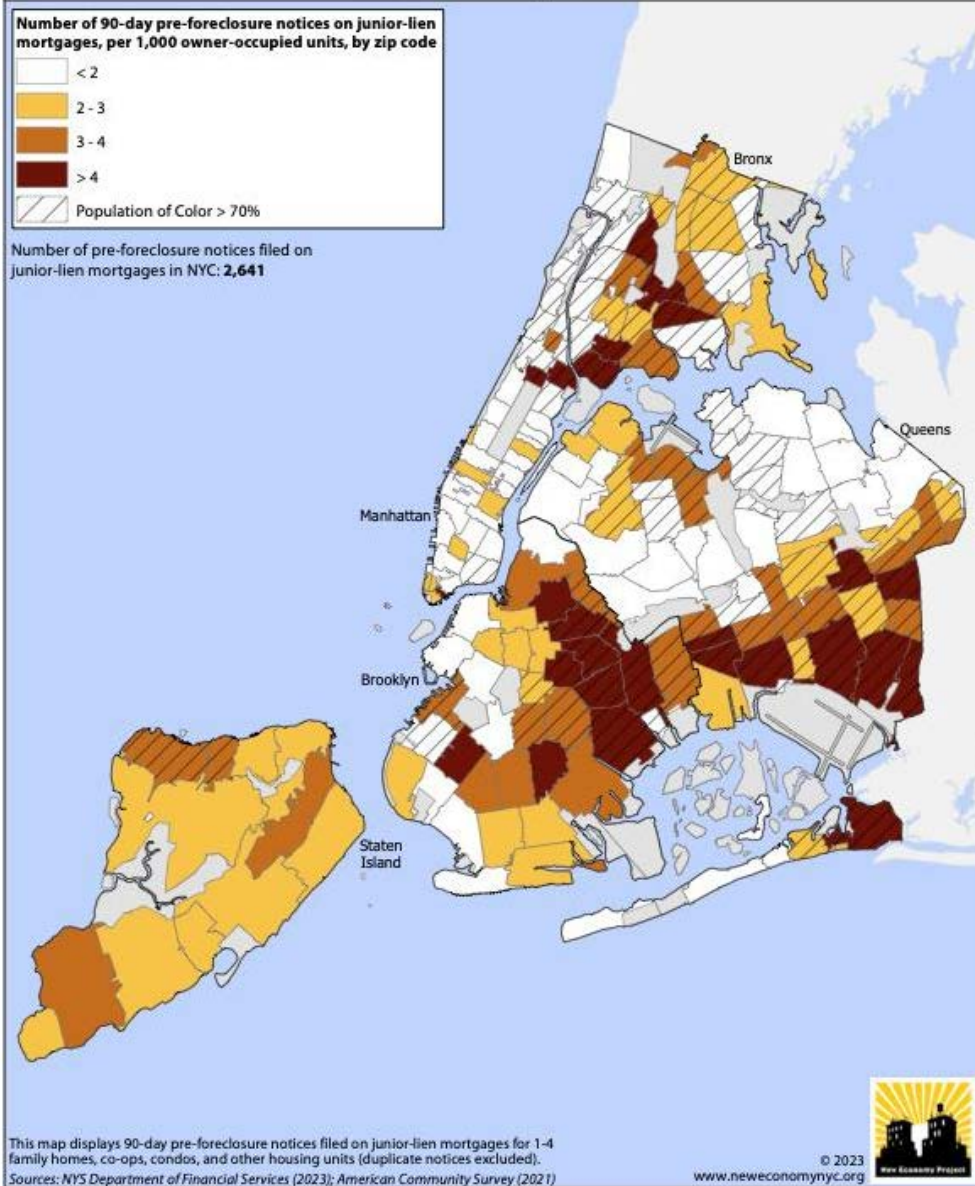 Number of 90-day pre-foreclosure notices on junior-lien
mortgages, per 1,000 owner-occupied units, by zip code
< 2
2 - 3
3 - 4
> 4
Population of Color > 70%
Number of pre-foreclosure notices filed on
junior-lien mortgages in NYC: 2,641
Bronx
Queens
Manhattan
Brooklyn
Staten
Island
This map displays 90-day pre-foreclosure notices filed on junior-lien mortgages for 1-4
family homes, co-ops, condos, and other housing units (duplicate notices excluded).
Sources: NYS Department of Financial Services (2023); American Community Survey (2021)
© 2023
www.neweconomynyc.org
New Economy Project